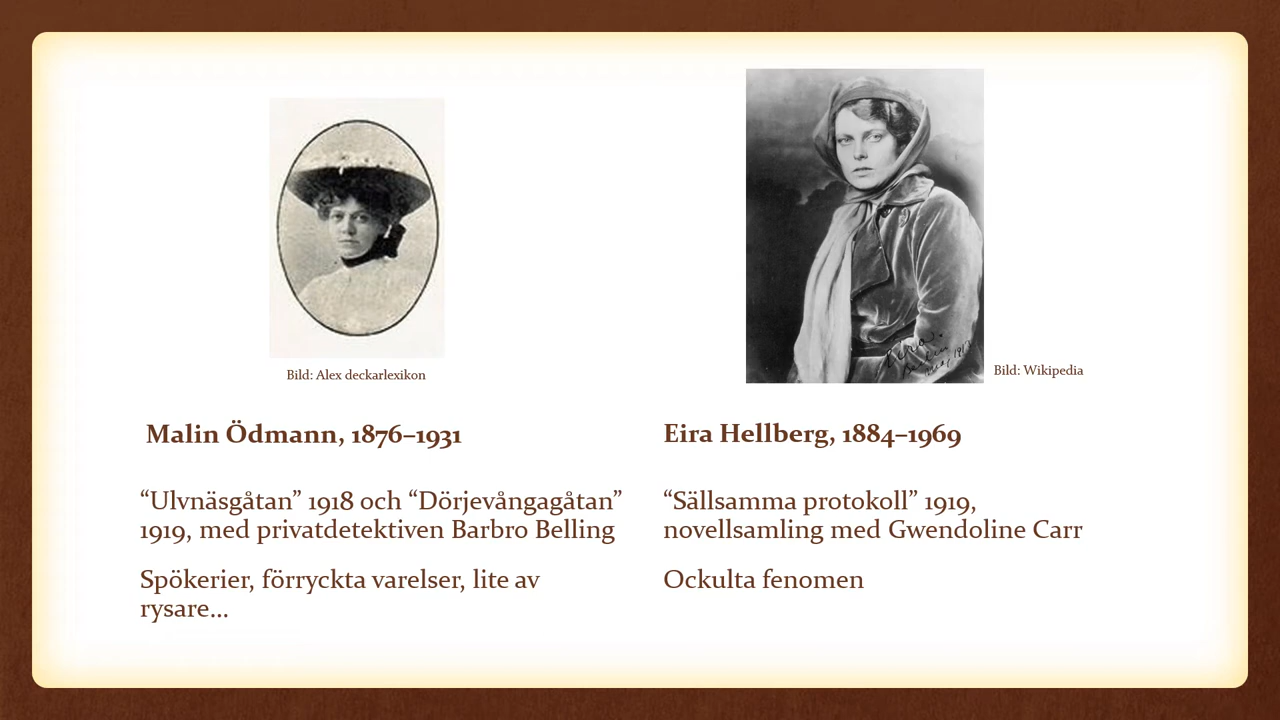 Bild: Alex deckarlexikon
Malin Ödmann, 1876–1931
“Ulvnäsgåtan” 1918 och “Dörjevångagåtan”
1919, med privatdetektiven Barbro Belling
Spökerier, förryckta varelser, lite av
rysare...
Bild: Wikipedia
Eira Hellberg, 1884–1969
“Sällsamma protokoll” 1919,
novellsamling med Gwendoline Carr
Ockulta fenomen